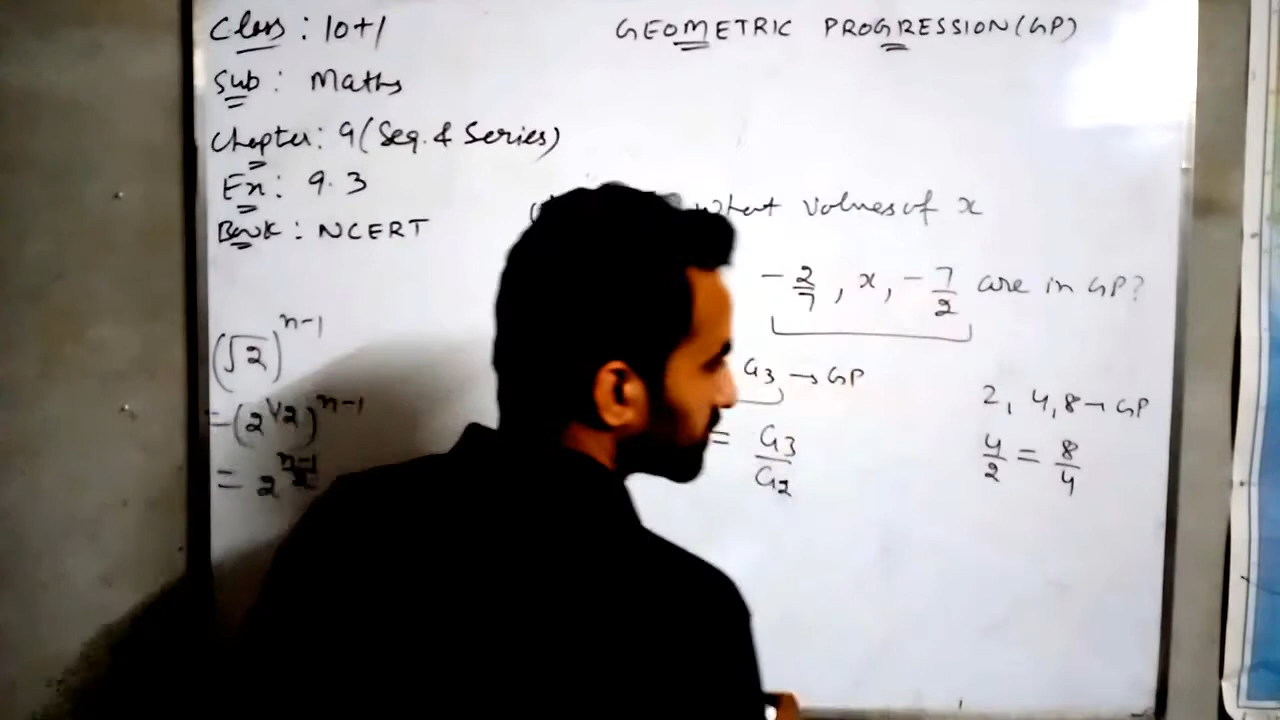 Class : 10+1
GEOMETRIC PROGRESSION (GP)
Sub : Maths
Chapter : 9 (Seq. & Series)
Ex : 9.3
Book : NCERT
what values of x
-2/7, x, -7/2 are in GP?
(√2)^(n-1)
= (2^(1/2))^(n-1)
= 2^((n-1)/2)
G3 → GP
= G3/G2
2, 4, 8 → GP
4/2 = 8/4